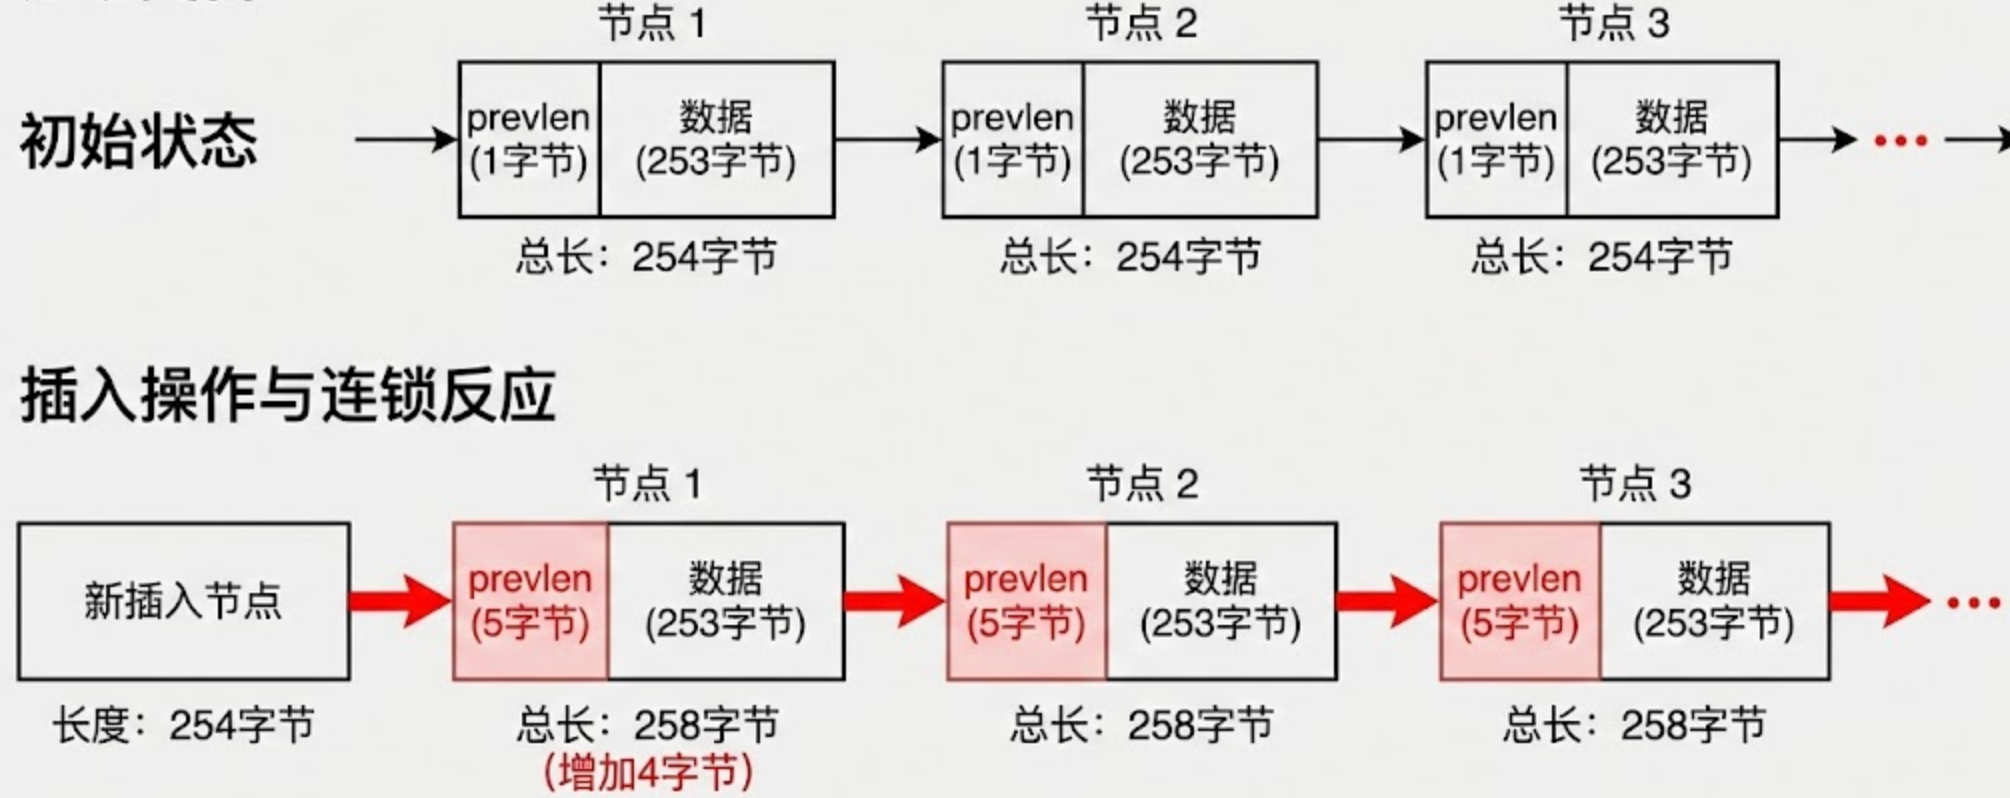 节点 1
节点 2
节点 3
初始状态
prevlen
(1字节)
数据
(253字节)
prevlen
(1字节)
数据
(253字节)
prevlen
(1字节)
数据
(253字节)
•••
总长：254字节
总长：254字节
总长：254字节
插入操作与连锁反应
节点 1
节点 2
节点 3
新插入节点
prevlen
(5字节)
数据
(253字节)
prevlen
(5字节)
数据
(253字节)
prevlen
(5字节)
数据
(253字节)
•••
长度：254字节
总长：258字节
(增加4字节)
总长：258字节
总长：258字节